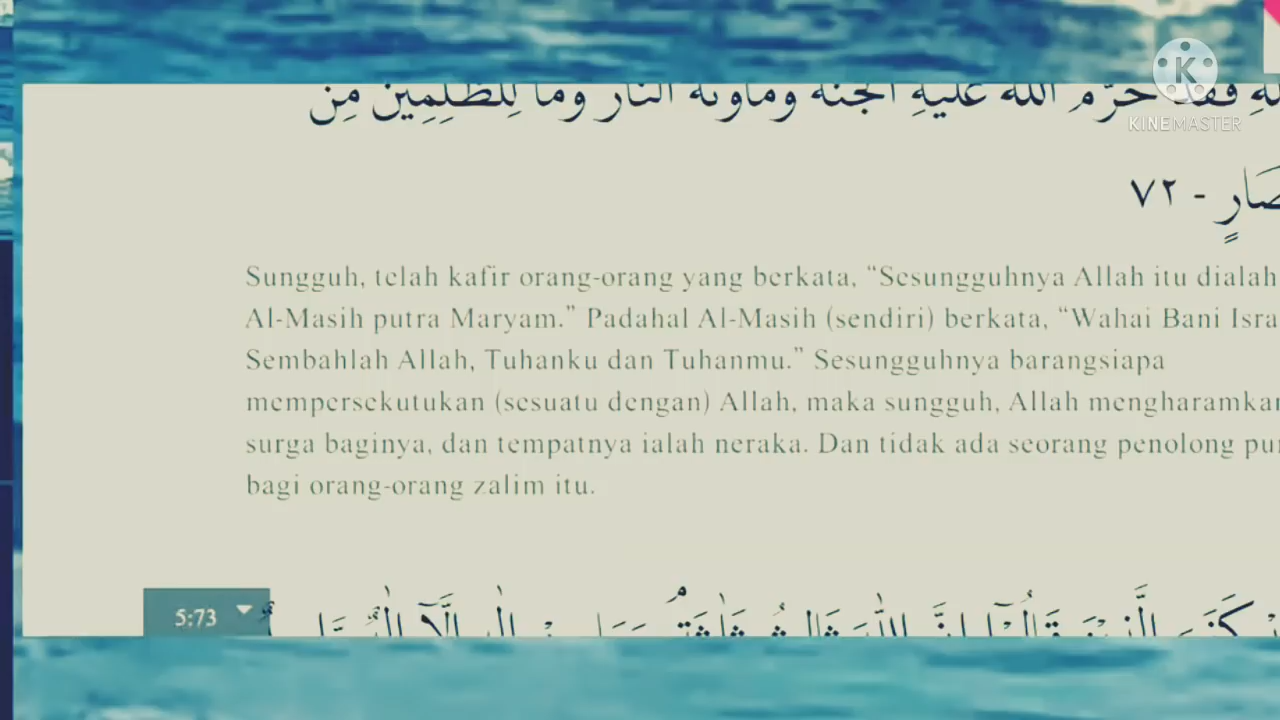 حَرَّمَ اللّٰهُ عَلَيْهِ الْجَنَّةَ وَمَأْوٰىهُ النَّارُ وَمَا لِلظّٰلِمِيْنَ مِنْ
KINEMASTER
٧٢ -
Sungguh, telah kafir orang-orang yang berkata, “Sesungguhnya Allah itu dialah
Al-Masih putra Maryam.” Padahal Al-Masih (sendiri) berkata, “Wahai Bani Isra
Sembahlah Allah, Tuhanku dan Tuhanmu.” Sesungguhnya barangsiapa
mempersekutukan (sesuatu dengan) Allah, maka sungguh, Allah mengharamkan
surga baginya, dan tempatnya ialah neraka. Dan tidak ada seorang penolong pun
bagi orang-orang zalim itu.
5:73